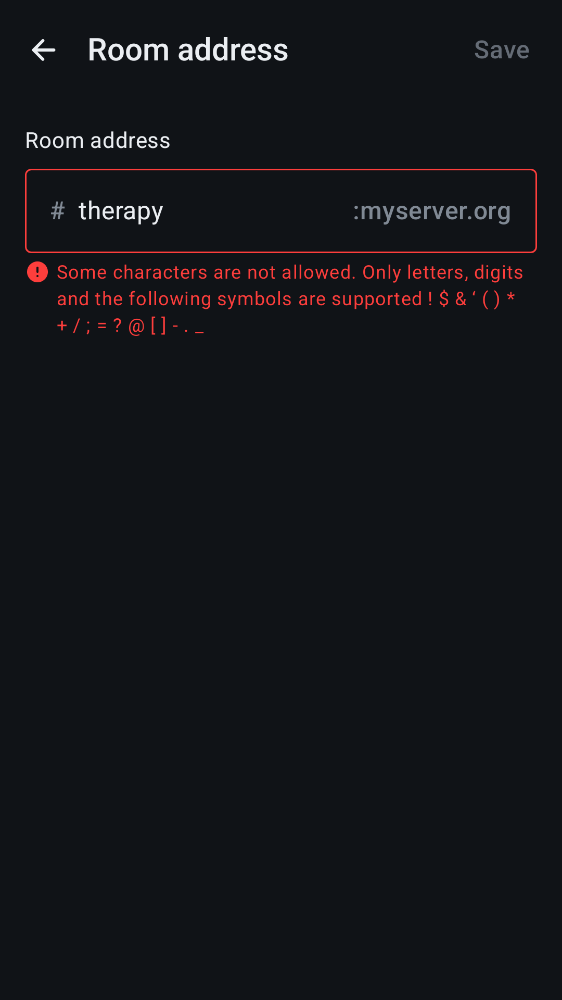 Room address
Save
Room address
# therapy :myserver.org
Some characters are not allowed. Only letters, digits
and the following symbols are supported ! $ & ‘ ( ) *
+ / ; = ? @ [ ] - . _